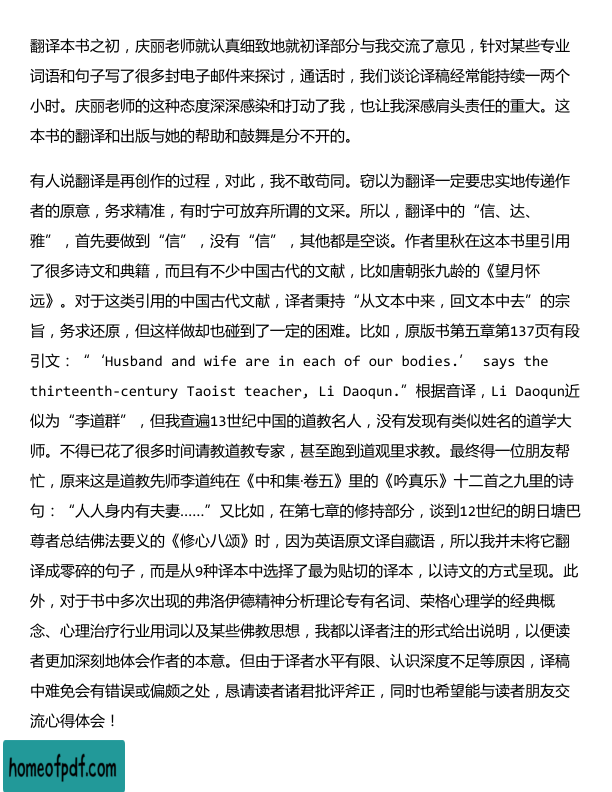 翻译本书之初，庆丽老师就认真细致地就初译部分与我交流了意见，针对某些专业
词语和句子写了很多封电子邮件来探讨，通话时，我们谈论译稿经常能持续一两个
小时。庆丽老师的这种态度深深感染和打动了我，也让我深感肩头责任的重大。这
本书的翻译和出版与她的帮助和鼓舞是分不开的。
有人说翻译是再创作的过程，对此，我不敢苟同。窃以为翻译一定要忠实地传递作
者的原意，务求精准，有时宁可放弃所谓的文采。所以，翻译中的“信、达、
雅”，首先要做到“信”，没有“信”，其他都是空谈。作者里秋在这本书里引用
了很多诗文和典籍，而且有不少中国古代的文献，比如唐朝张九龄的《望月怀
远》。对于这类引用的中国古代文献，译者秉持“从文本中来，回文本中去”的宗
旨，务求还原，但这样做却也碰到了一定的困难。比如，原版书第五章第137页有段
引文：“‘Husband and wife are in each of our bodies.’ says the
thirteenth-century Taoist teacher, Li Daoqun.”根据音译，Li Daoqun近
似为“李道群”，但我查遍13世纪中国的道教名人，没有发现有类似姓名的道学大
师。不得已花了很多时间请教道教专家，甚至跑到道观里求教。最终得一位朋友帮
忙，原来这是道教先师李道纯在《中和集·卷五》里的《吟真乐》十二首之九里的诗
句：“人人身内有夫妻……”又比如，在第七章的修持部分，谈到12世纪的朗日塘巴
尊者总结佛法要义的《修心八颂》时，因为英语原文译自藏语，所以我并未将它翻
译成零碎的句子，而是从9种译本中选择了最为贴切的译本，以诗文的方式呈现。此
外，对于书中多次出现的弗洛伊德精神分析理论专有名词、荣格心理学的经典概
念、心理治疗行业用词以及某些佛教思想，我都以译者注的形式给出说明，以便读
者更加深刻地体会作者的本意。但由于译者水平有限、认识深度不足等原因，译稿
中难免会有错误或偏颇之处，恳请读者诸君批评斧正，同时也希望能与读者朋友交
流心得体会！
homeofpdf.com